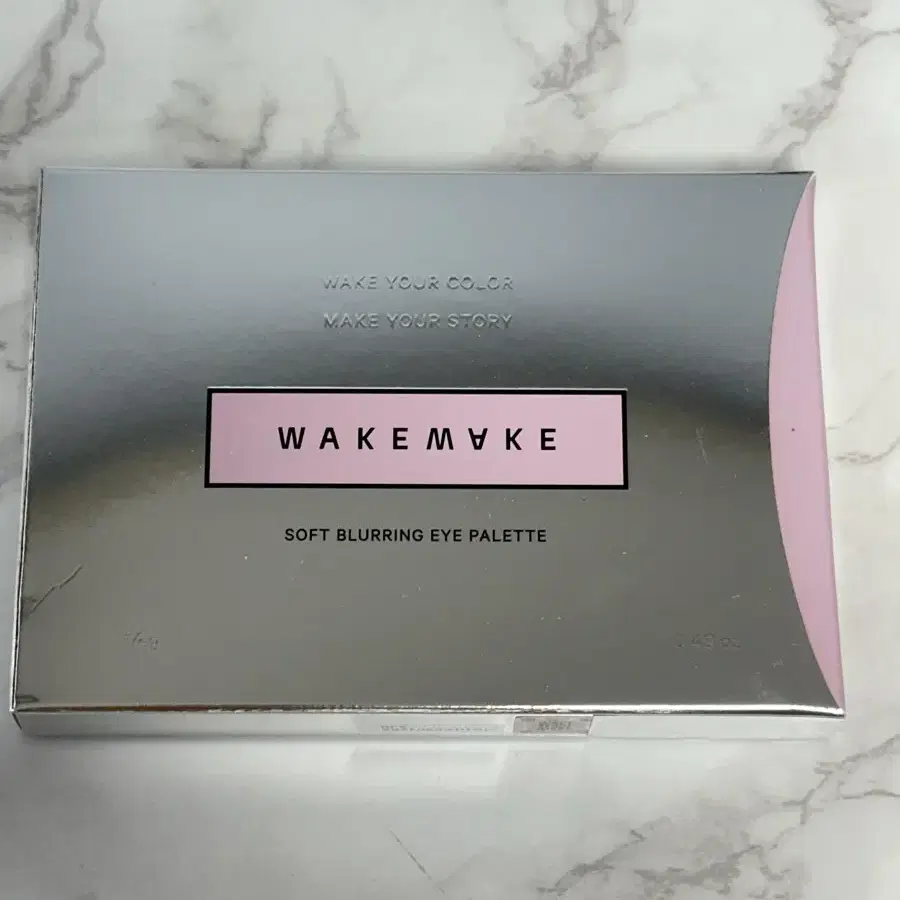 WAKE YOUR COLOR
MAKE YOUR STORY
WAKEMAKE
SOFT BLURRING EYE PALETTE